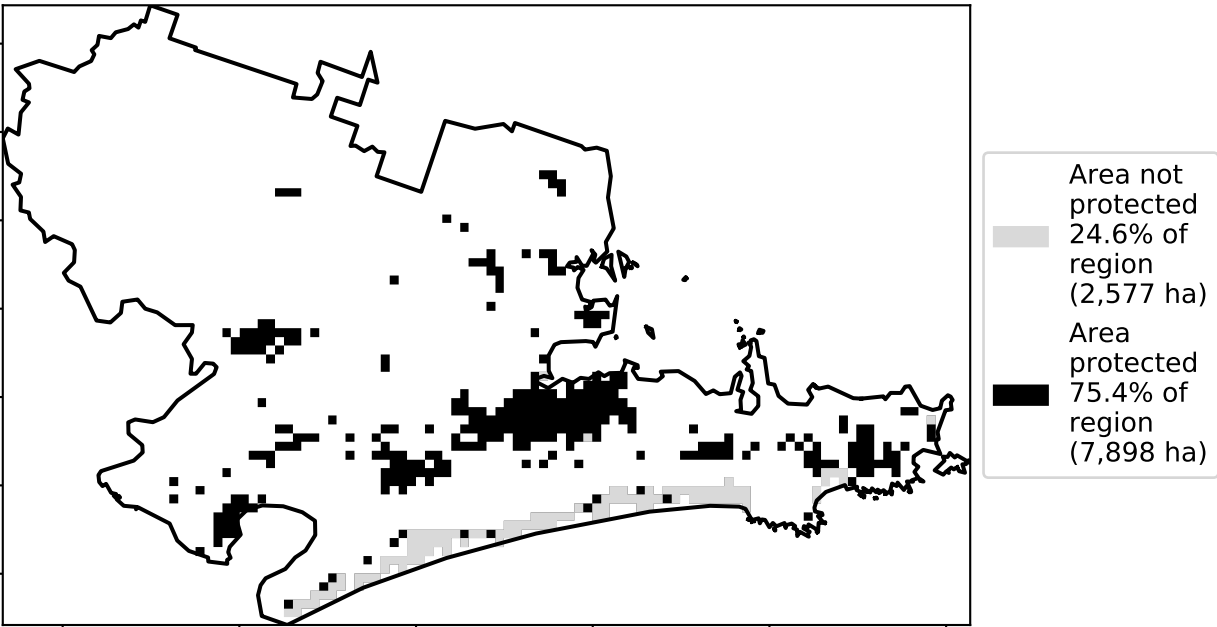 Area not
protected
24.6% of
region
(2,577 ha)
Area
protected
75.4% of
region
(7,898 ha)